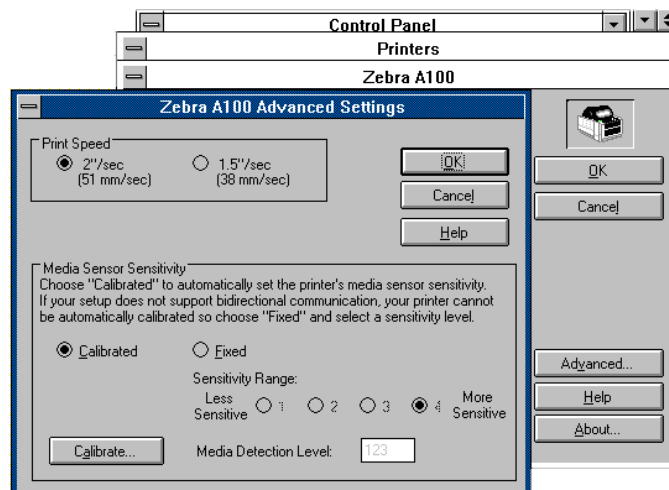 Control Panel
Printers
Zebra A100
Zebra A100 Advanced Settings
Print Speed
2"/sec
(51 mm/sec)
1.5"/sec
(38 mm/sec)
OK
Cancel
Help
Media Sensor Sensitivity
Choose "Calibrated" to automatically set the printer's media sensor sensitivity.
If your setup does not support bidirectional communication, your printer cannot
be automatically calibrated so choose "Fixed" and select a sensitivity level.
Calibrated
Fixed
Sensitivity Range:
Less
Sensitive
1
2
3
4
More
Sensitive
Calibrate...
Media Detection Level:
123
OK
Cancel
Advanced...
Help
About...